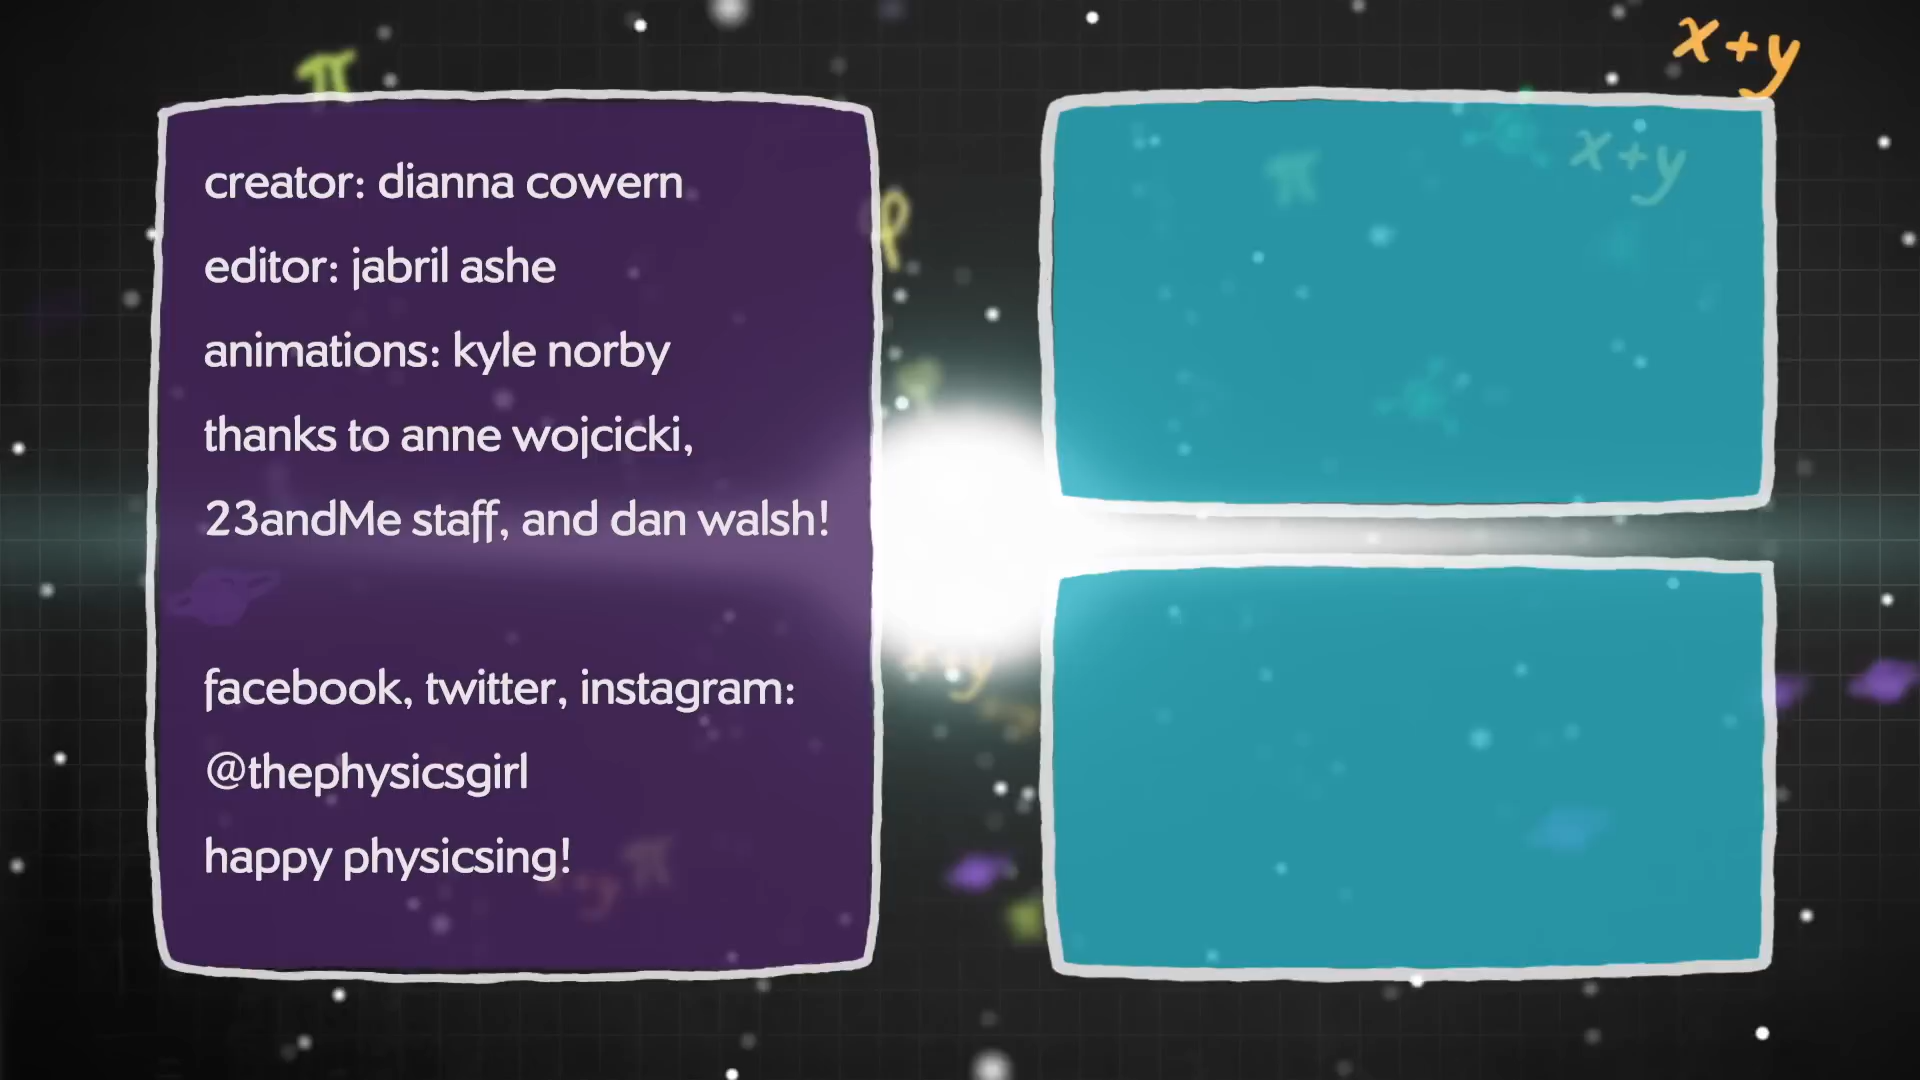 x+y
π
creator: dianna cowern
x+y
π
editor: jabril ashe
animations: kyle norby
thanks to anne wojcicki,
23andMe staff, and dan walsh!
facebook, twitter, instagram:
@thephysicsgirl
happy physicsing!
π